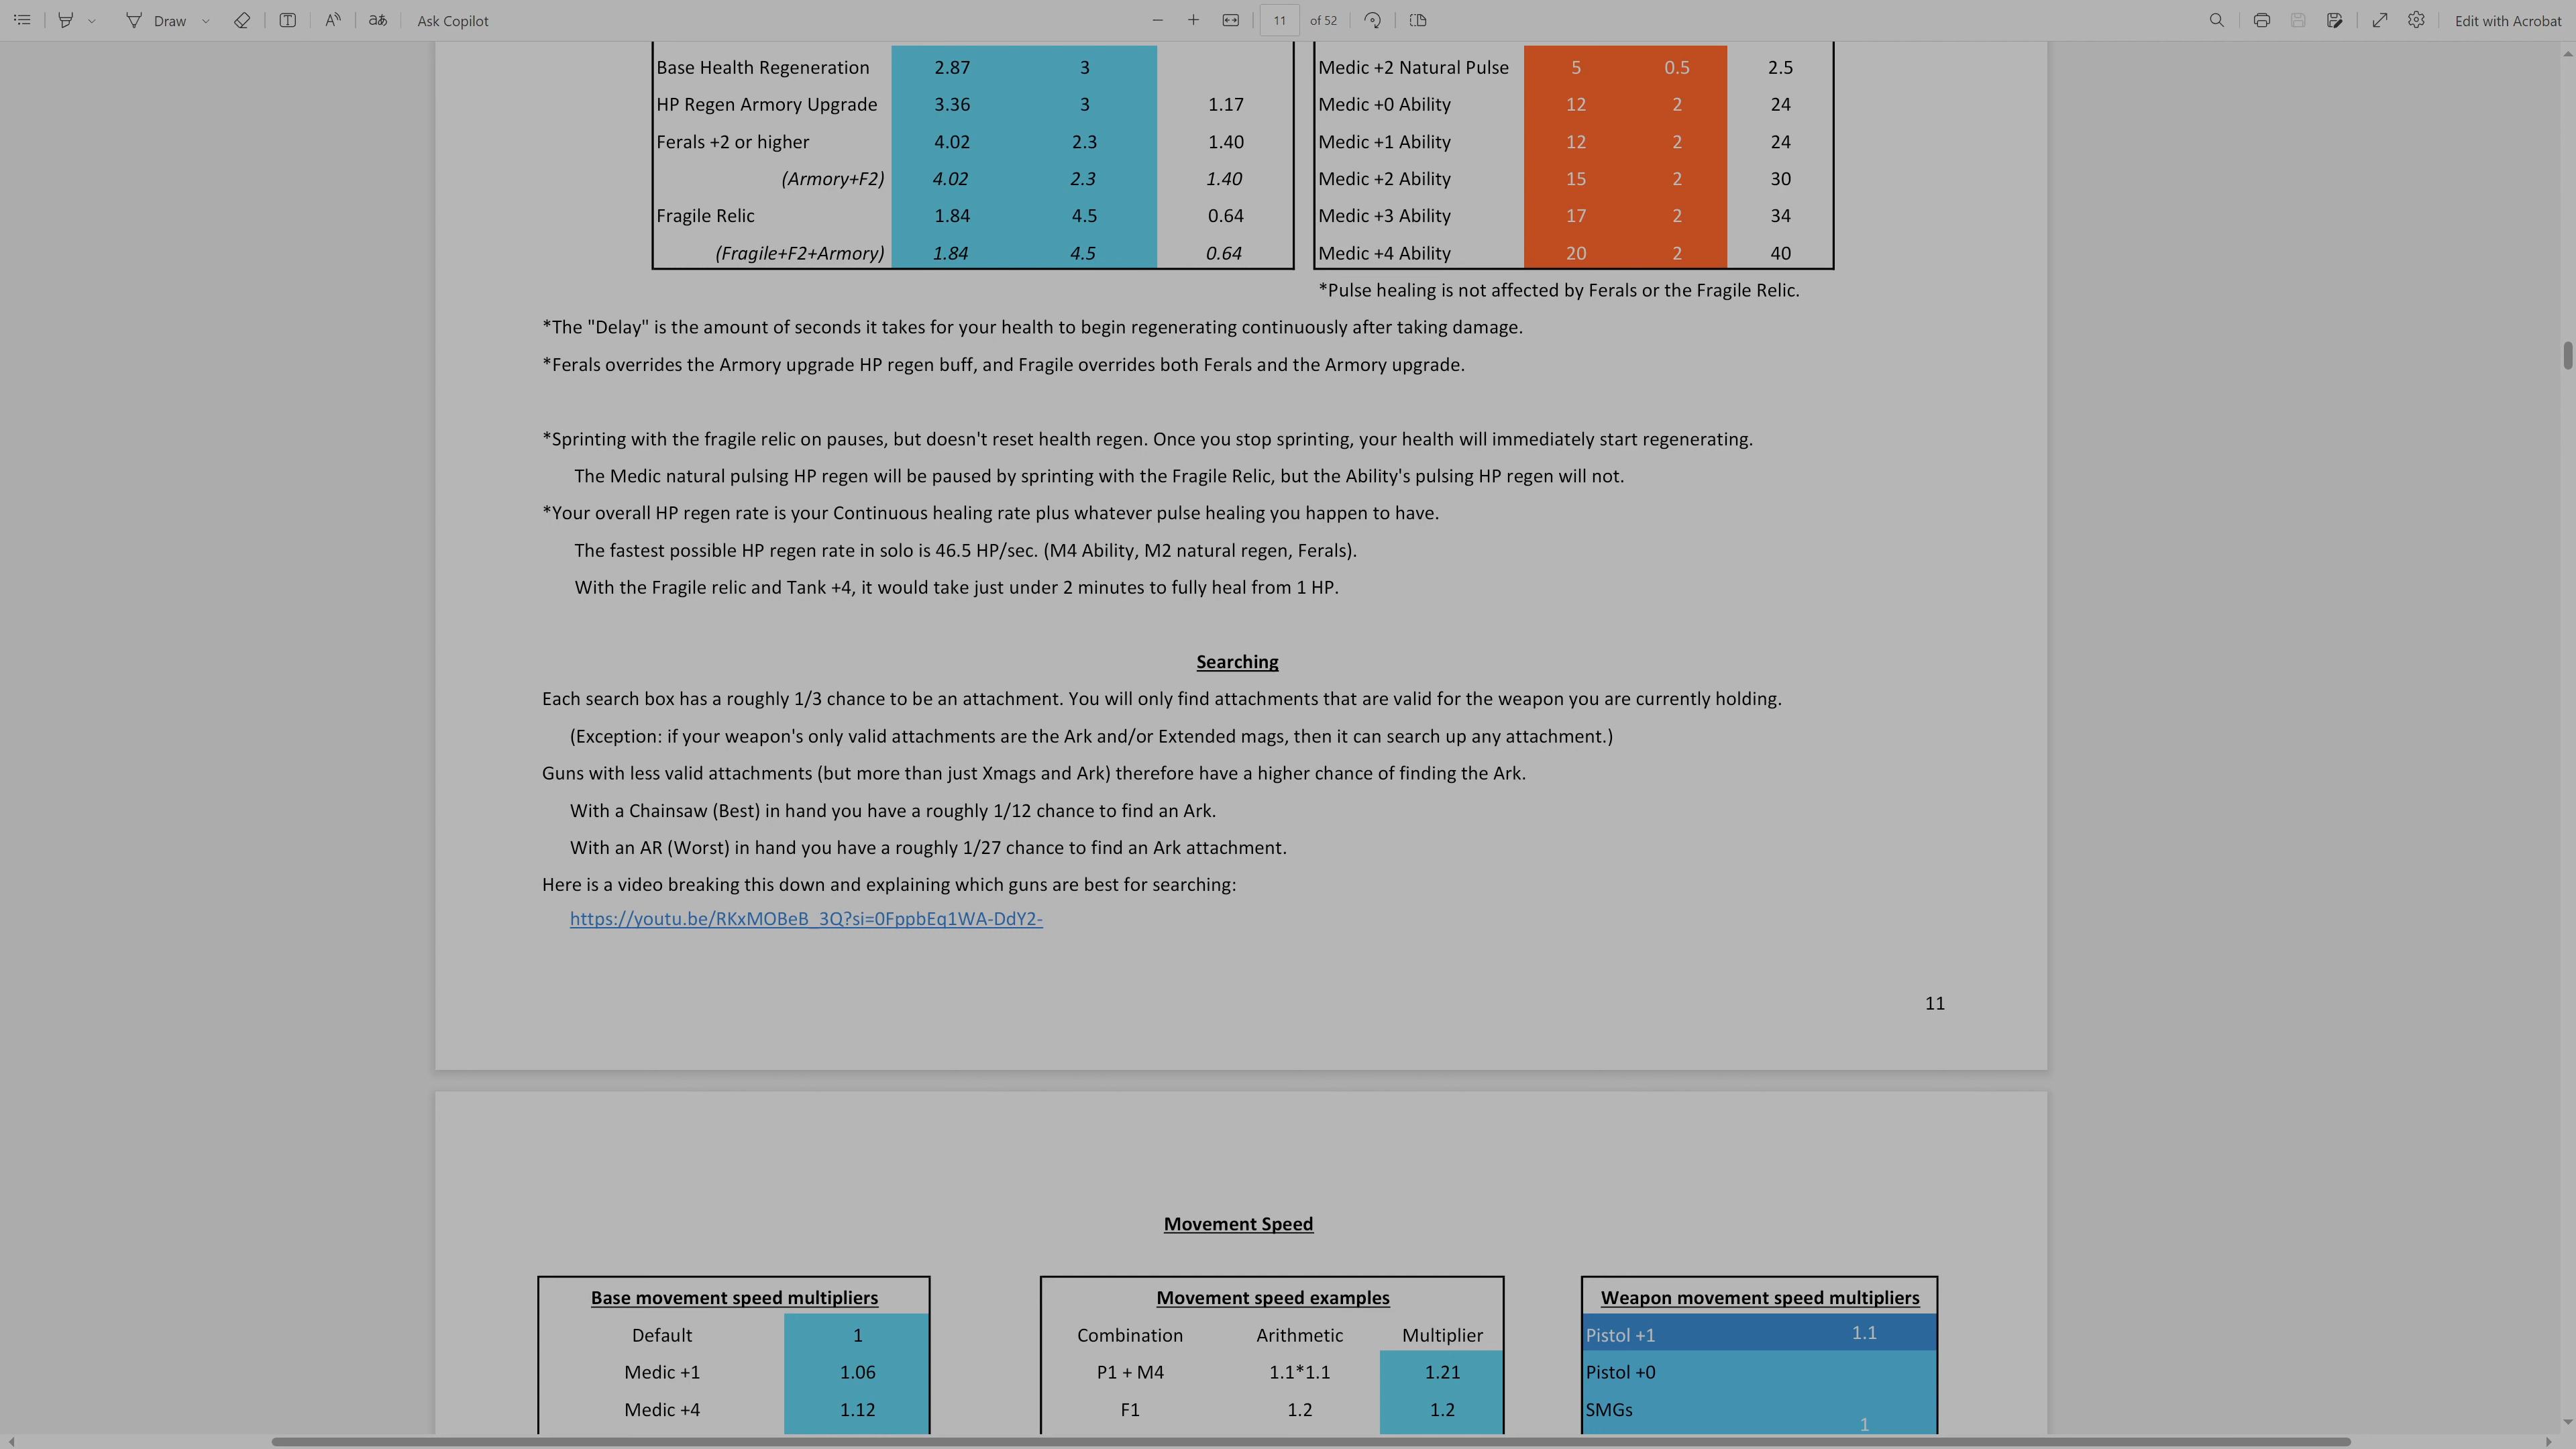 Draw
Ask Copilot
11 of 52
Edit with Acrobat
Base Health Regeneration 2.87 3
HP Regen Armory Upgrade 3.36 3 1.17
Ferals +2 or higher 4.02 2.3 1.40
(Armory+F2) 4.02 2.3 1.40
Fragile Relic 1.84 4.5 0.64
(Fragile+F2+Armory) 1.84 4.5 0.64
Medic +2 Natural Pulse 5 0.5 2.5
Medic +0 Ability 12 2 24
Medic +1 Ability 12 2 24
Medic +2 Ability 15 2 30
Medic +3 Ability 17 2 34
Medic +4 Ability 20 2 40
*Pulse healing is not affected by Ferals or the Fragile Relic.
*The "Delay" is the amount of seconds it takes for your health to begin regenerating continuously after taking damage.
*Ferals overrides the Armory upgrade HP regen buff, and Fragile overrides both Ferals and the Armory upgrade.
*Sprinting with the fragile relic on pauses, but doesn't reset health regen. Once you stop sprinting, your health will immediately start regenerating.
The Medic natural pulsing HP regen will be paused by sprinting with the Fragile Relic, but the Ability's pulsing HP regen will not.
*Your overall HP regen rate is your Continuous healing rate plus whatever pulse healing you happen to have.
The fastest possible HP regen rate in solo is 46.5 HP/sec. (M4 Ability, M2 natural regen, Ferals).
With the Fragile relic and Tank +4, it would take just under 2 minutes to fully heal from 1 HP.
Searching
Each search box has a roughly 1/3 chance to be an attachment. You will only find attachments that are valid for the weapon you are currently holding.
(Exception: if your weapon's only valid attachments are the Ark and/or Extended mags, then it can search up any attachment.)
Guns with less valid attachments (but more than just Xmags and Ark) therefore have a higher chance of finding the Ark.
With a Chainsaw (Best) in hand you have a roughly 1/12 chance to find an Ark.
With an AR (Worst) in hand you have a roughly 1/27 chance to find an Ark attachment.
Here is a video breaking this down and explaining which guns are best for searching:
https://youtu.be/RKxMOBeB_3Q?si=0FppbEq1WA-DdY2-
11
Movement Speed
Base movement speed multipliers
Default 1
Medic +1 1.06
Medic +4 1.12
Movement speed examples
Combination Arithmetic Multiplier
P1 + M4 1.1*1.1 1.21
F1 1.2 1.2
Weapon movement speed multipliers
Pistol +1 1.1
Pistol +0
SMGs
1